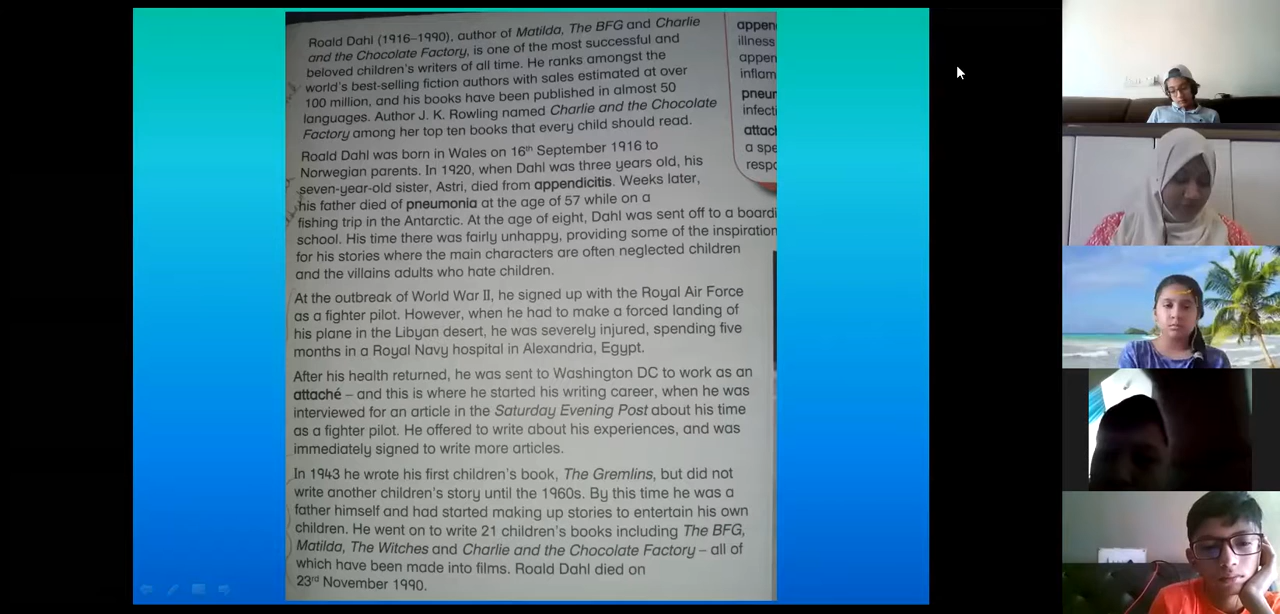 Roald Dahl (1916–1990), author of Matilda, The BFG and Charlie
and the Chocolate Factory, is one of the most successful and
beloved children's writers of all time. He ranks amongst the
world's best-selling fiction authors with sales estimated at over
100 million, and his books have been published in almost 50
languages. Author J. K. Rowling named Charlie and the Chocolate
Factory among her top ten books that every child should read.
Roald Dahl was born in Wales on 16th September 1916 to
Norwegian parents. In 1920, when Dahl was three years old, his
seven-year-old sister, Astri, died from appendicitis. Weeks later,
his father died of pneumonia at the age of 57 while on a
fishing trip in the Antarctic. At the age of eight, Dahl was sent off to a boardi
school. His time there was fairly unhappy, providing some of the inspiration
for his stories where the main characters are often neglected children
and the villains adults who hate children.
At the outbreak of World War II, he signed up with the Royal Air Force
as a fighter pilot. However, when he had to make a forced landing of
his plane in the Libyan desert, he was severely injured, spending five
months in a Royal Navy hospital in Alexandria, Egypt.
After his health returned, he was sent to Washington DC to work as an
attaché – and this is where he started his writing career, when he was
interviewed for an article in the Saturday Evening Post about his time
as a fighter pilot. He offered to write about his experiences, and was
immediately signed to write more articles.
In 1943 he wrote his first children's book, The Gremlins, but did not
write another children's story until the 1960s. By this time he was a
father himself and had started making up stories to entertain his own
children. He went on to write 21 children's books including The BFG,
Matilda, The Witches and Charlie and the Chocolate Factory – all of
which have been made into films. Roald Dahl died on
23rd November 1990.
appen
illness
appen
inflam
pneur
infecti
attach
a spe
respo